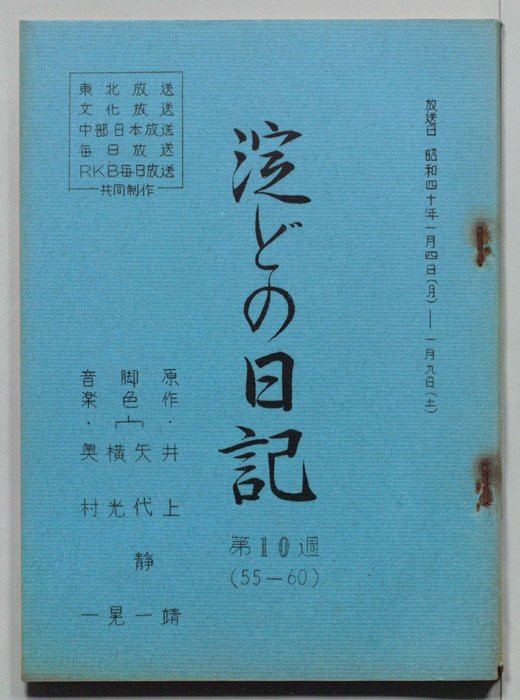 放送日 昭和四十年一月四日(月)―一月九日(土)
東北放送
文化放送
中部日本放送
毎日放送
RKB毎日放送
共同制作
淀どの日記
第10週
(55―60)
原作・井上靖
脚色 矢代静一
横光晃
音楽・奥村一